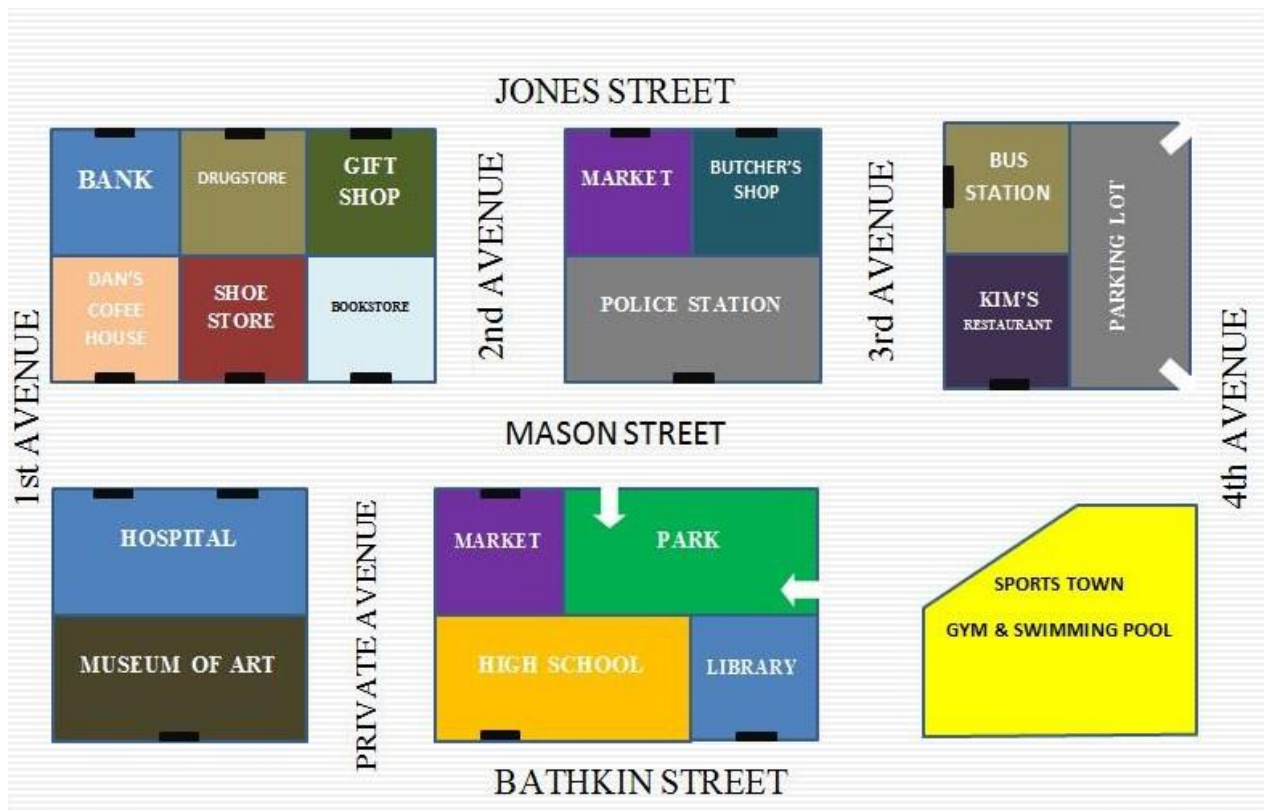 JONES STREET
BANK
DRUGSTORE
GIFT
SHOP
2nd AVENUE
MARKET
BUTCHER'S
SHOP
3rd AVENUE
BUS
STATION
PARKING LOT
DAN'S
COFEE
HOUSE
SHOE
STORE
BOOKSTORE
POLICE STATION
KIM'S
RESTAURANT
1st AVENUE
MASON STREET
4th AVENUE
HOSPITAL
PRIVATE AVENUE
MARKET
PARK
SPORTS TOWN
GYM & SWIMMING POOL
MUSEUM OF ART
HIGH SCHOOL
LIBRARY
BATHKIN STREET